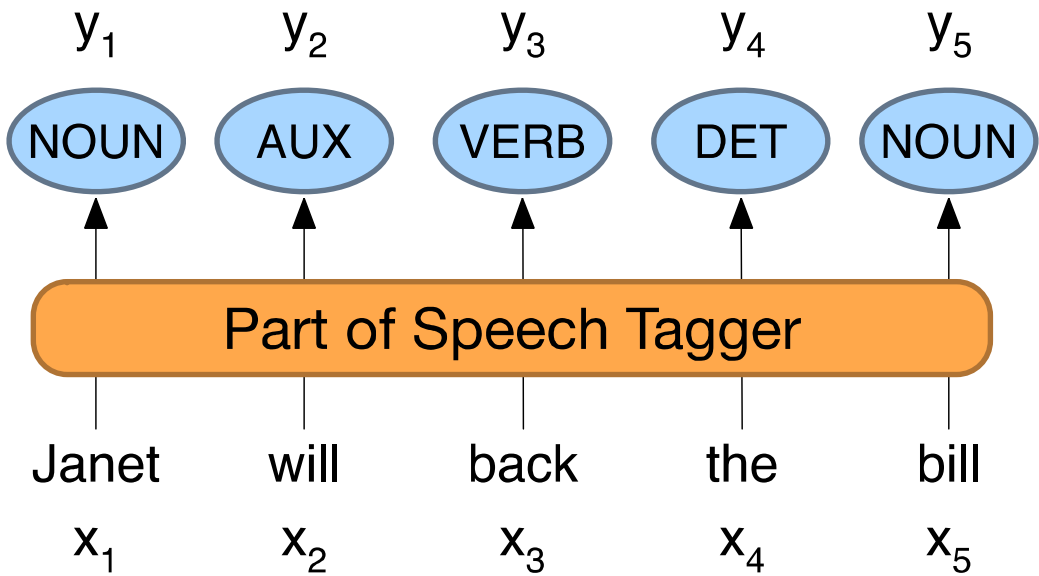 y₁ y₂ y₃ y₄ y₅
NOUN AUX VERB DET NOUN
Part of Speech Tagger
Janet will back the bill
x₁ x₂ x₃ x₄ x₅